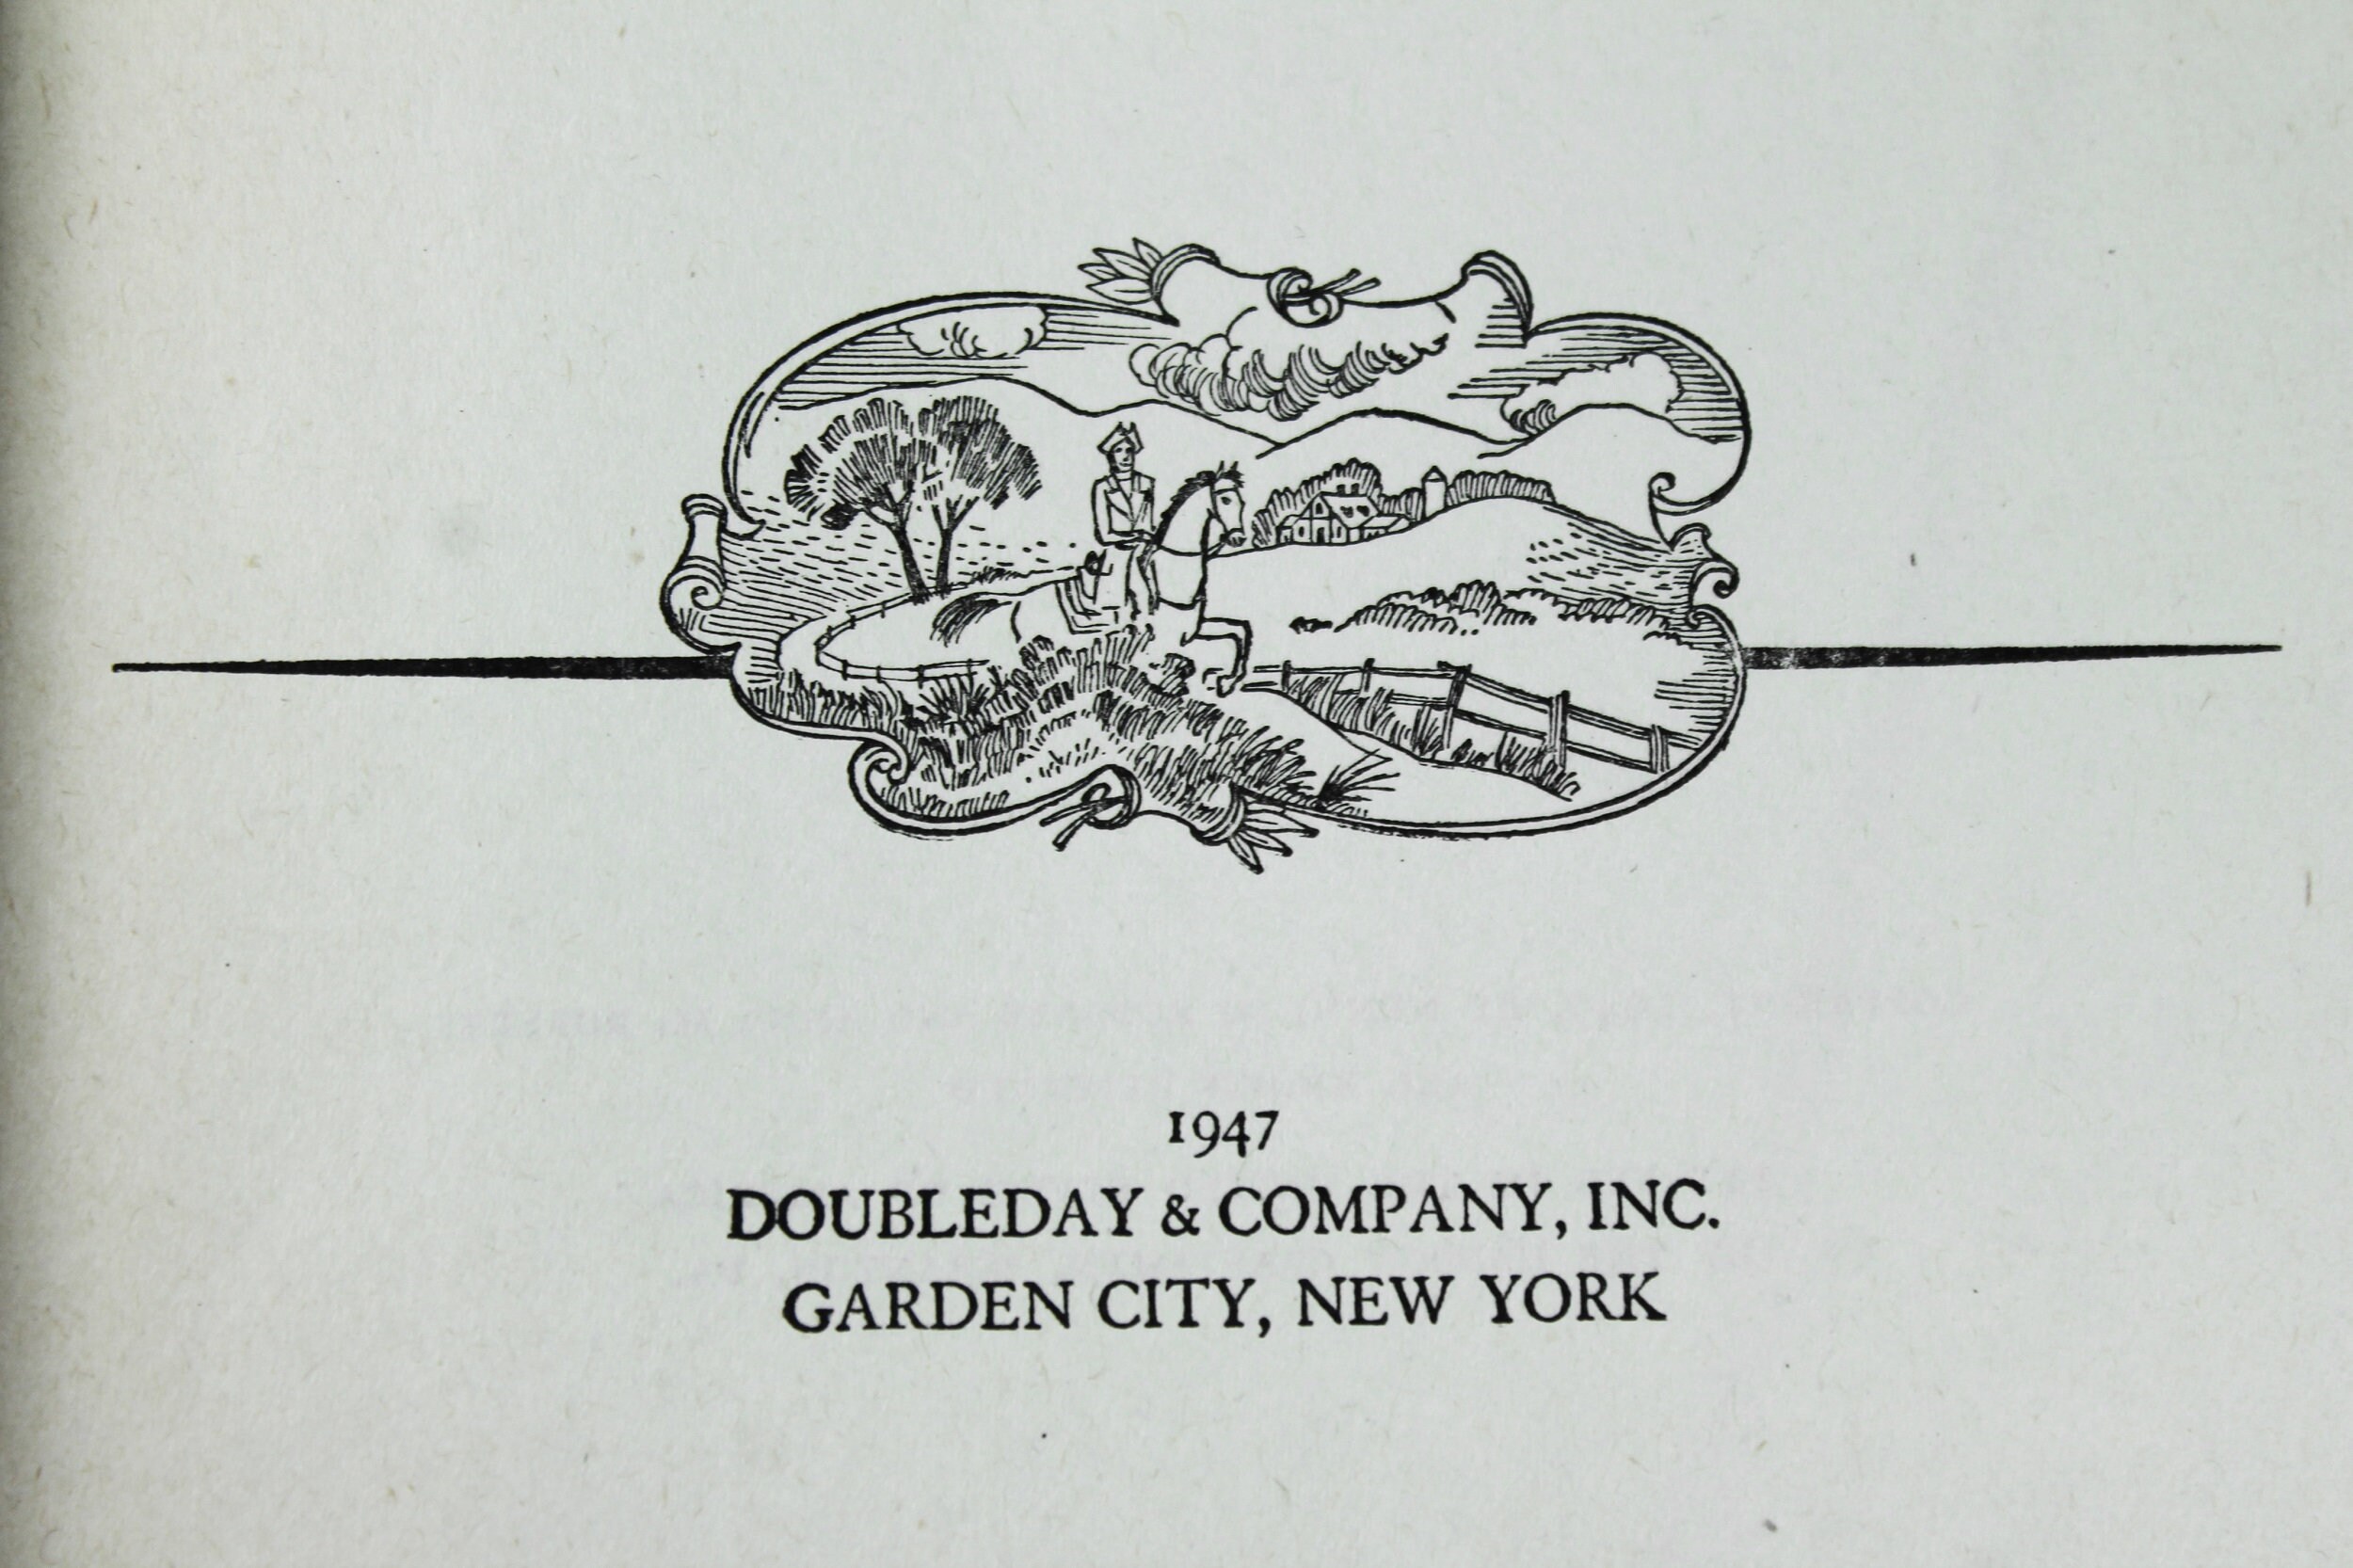 1947
DOUBLEDAY & COMPANY, INC.
GARDEN CITY, NEW YORK